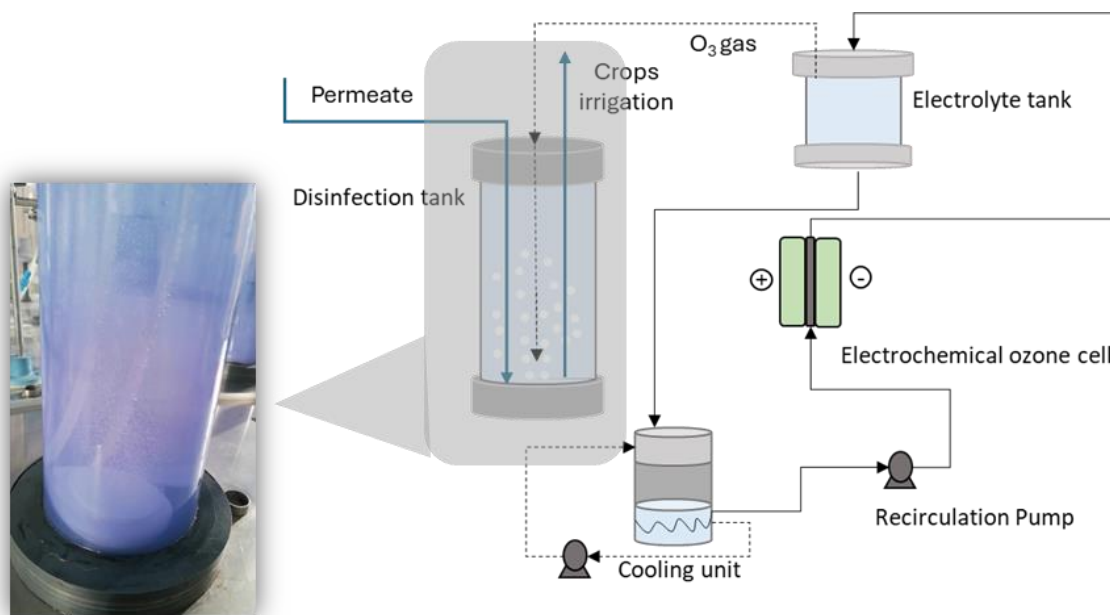 O₃ gas
Crops
irrigation
Permeate
Electrolyte tank
Disinfection tank
+
-
Electrochemical ozone cell
Recirculation Pump
Cooling unit